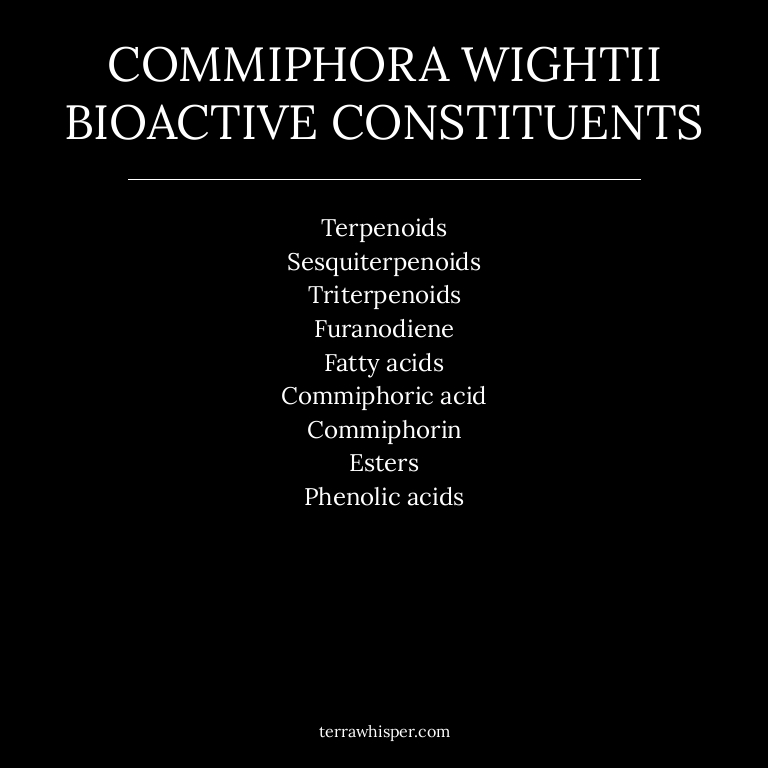 COMMIPHORA WIGHTII
BIOACTIVE CONSTITUENTS
Terpenoids
Sesquiterpenoids
Triterpenoids
Furanodiene
Fatty acids
Commiphoric acid
Commiphorin
Esters
Phenolic acids
terrawhisper.com